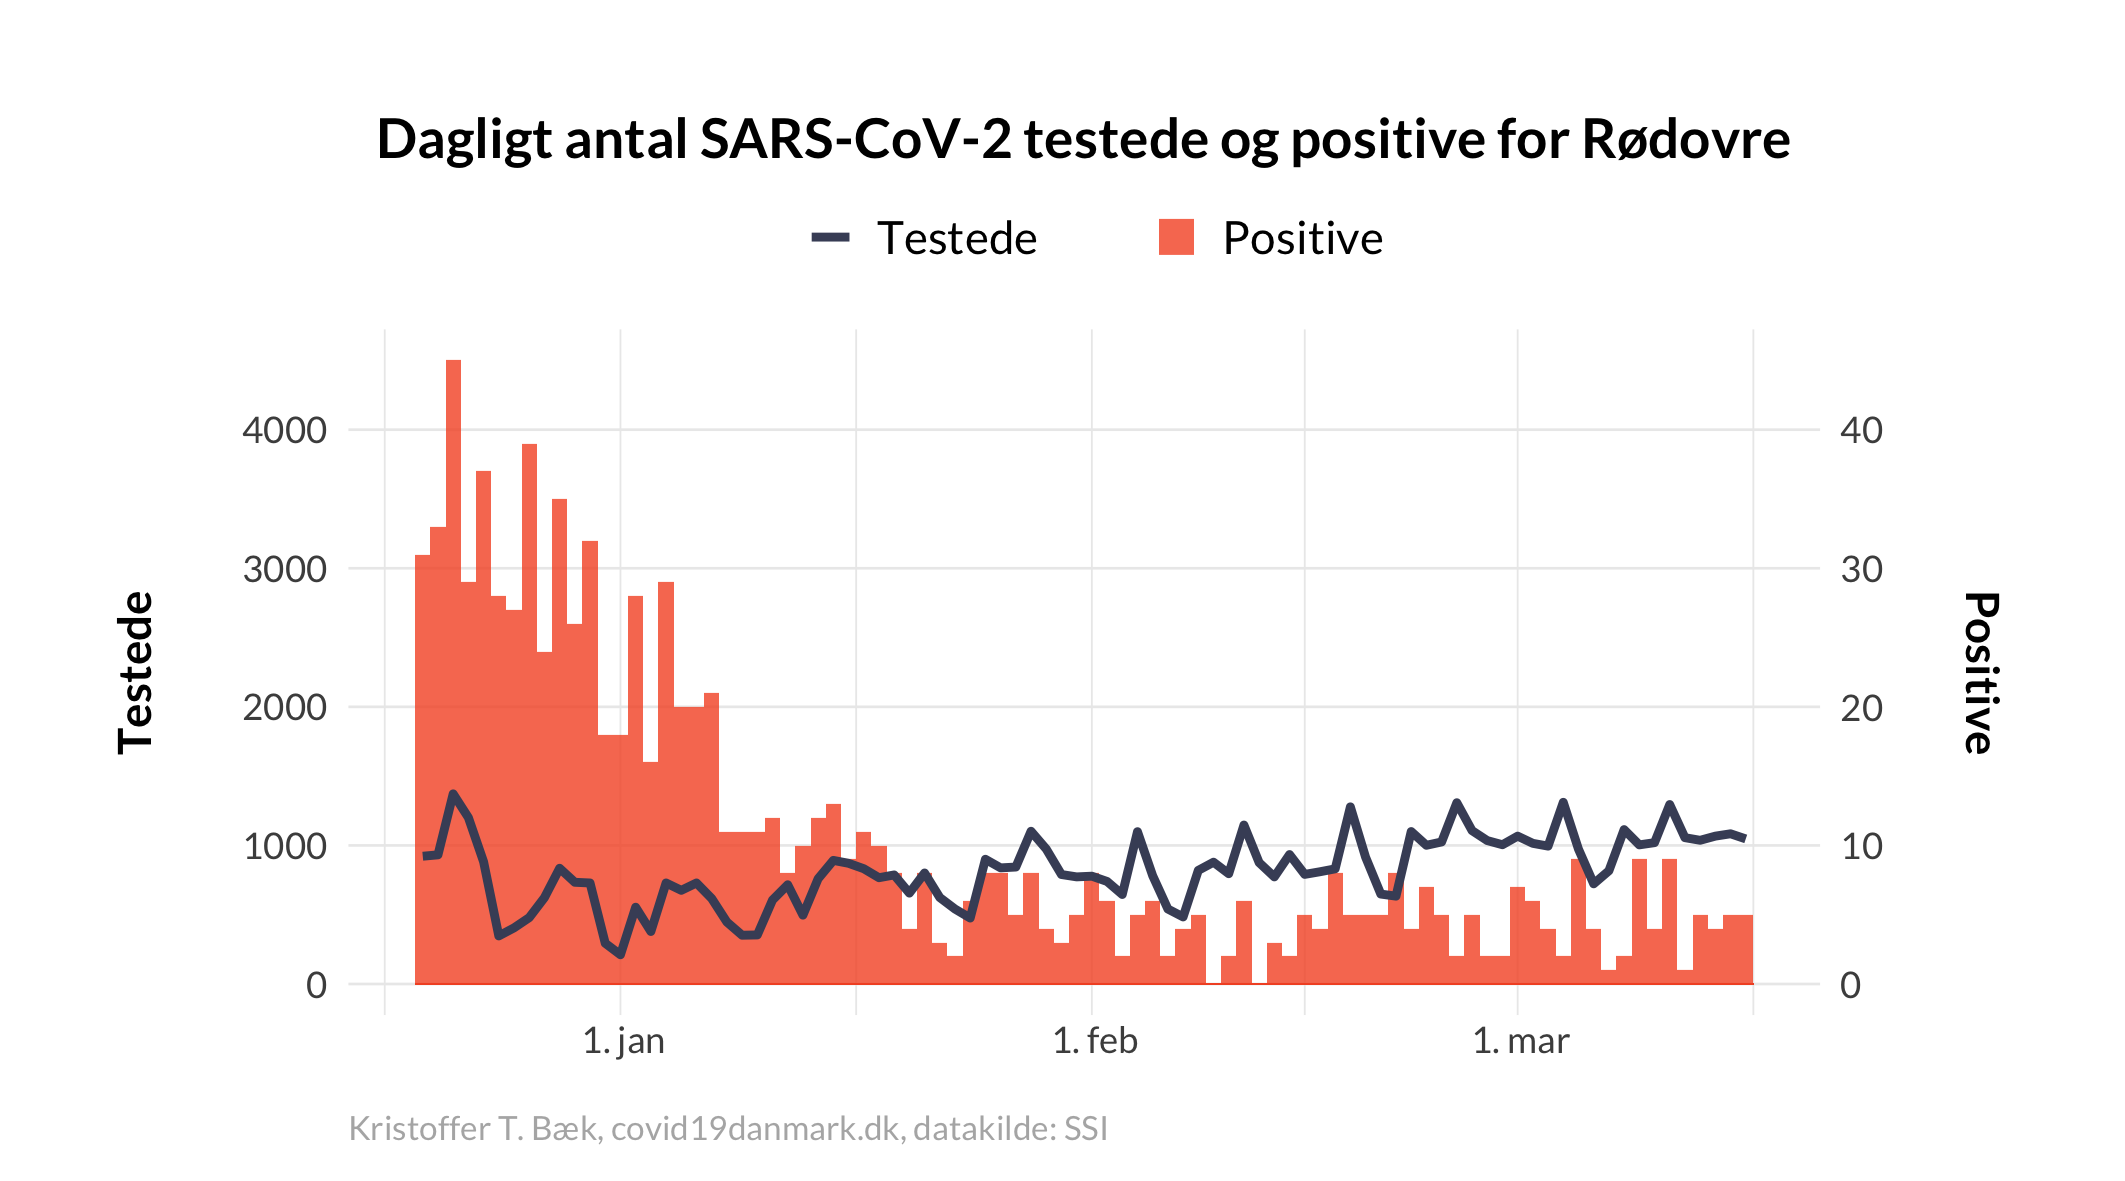 Dagligt antal SARS-CoV-2 testede og positive for Rødovre
Testede Positive
4000 40
3000 30
2000 20
1000 10
0 0
Testede
Positive
1. jan 1. feb 1. mar
Kristoffer T. Bæk, covid19danmark.dk, datakilde: SSI